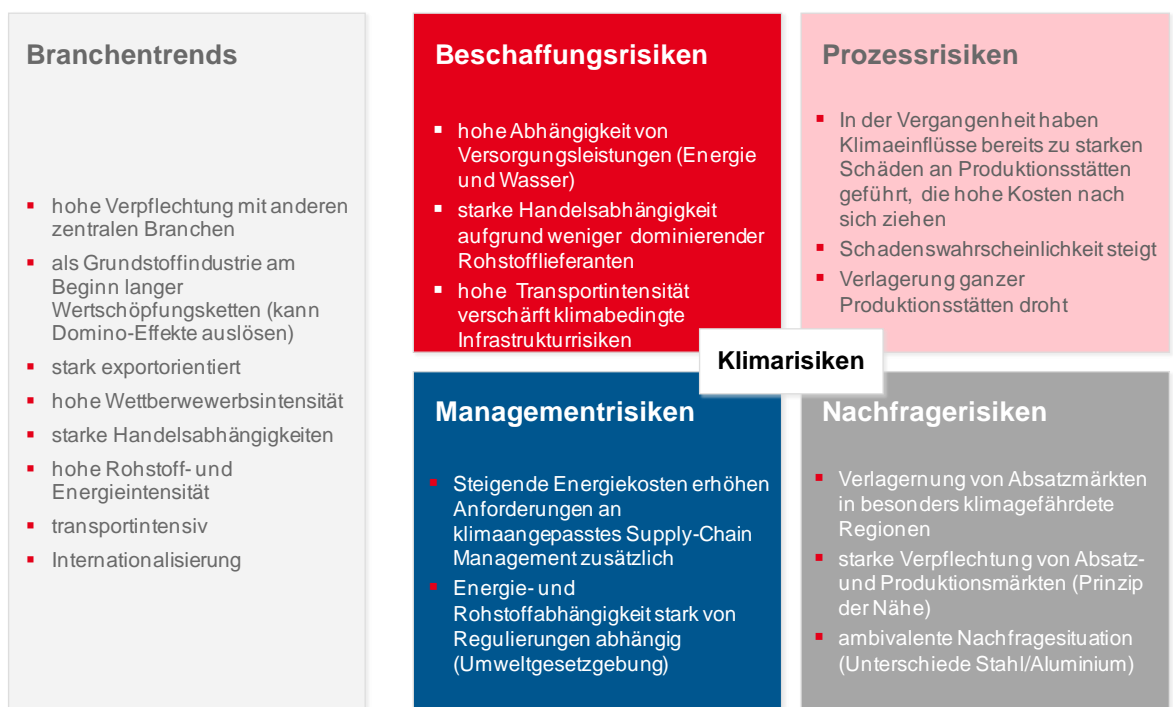 Branchentrends
hohe Verpflechtung mit anderen
zentralen Branchen
als Grundstoffindustrie am
Beginn langer
Wertschöpfungsketten (kann
Domino-Effekte auslösen)
stark exportorientiert
hohe Wettberwewerbsintensität
starke Handelsabhängigkeiten
hohe Rohstoff- und
Energieintensität
transportintensiv
Internationalisierung
Beschaffungsrisiken
hohe Abhängigkeit von
Versorgungsleistungen (Energie
und Wasser)
starke Handelsabhängigkeit
aufgrund weniger dominierender
Rohstofflieferanten
hohe Transportintensität
verschärft klimabedingte
Infrastrukturrisiken
Prozessrisiken
In der Vergangenheit haben
Klimaeinflüsse bereits zu starken
Schäden an Produktionsstätten
geführt, die hohe Kosten nach
sich ziehen
Schadenswahrscheinlichkeit steigt
Verlagerung ganzer
Produktionsstätten droht
Klimarisiken
Managementrisiken
Steigende Energiekosten erhöhen
Anforderungen an
klimaangepasstes Supply-Chain
Management zusätzlich
Energie- und
Rohstoffabhängigkeit stark von
Regulierungen abhängig
(Umweltgesetzgebung)
Nachfragerisiken
Verlagernung von Absatzmärkten
in besonders klimagefährdete
Regionen
starke Verpflechtung von Absatz-
und Produktionsmärkten (Prinzip
der Nähe)
ambivalente Nachfragesituation
(Unterschiede Stahl/Aluminium)